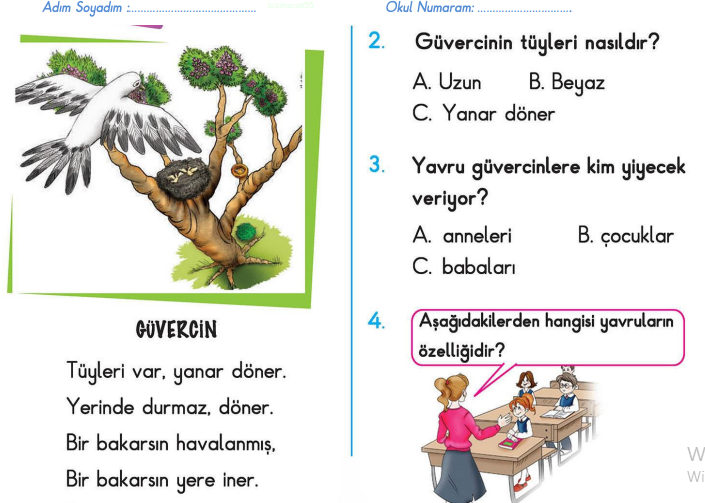 Adım Soyadım :........................................
Okul Numaram: ..............................
GÜVERCİN
Tüyleri var, yanar döner.
Yerinde durmaz, döner.
Bir bakarsın havalanmış,
Bir bakarsın yere iner.
2. Güvercinin tüyleri nasıldır?
A. Uzun B. Beyaz
C. Yanar döner
3. Yavru güvercinlere kim yiyecek
veriyor?
A. anneleri B. çocuklar
C. babaları
4. Aşağıdakilerden hangisi yavruların
özelliğidir?
W
Wi